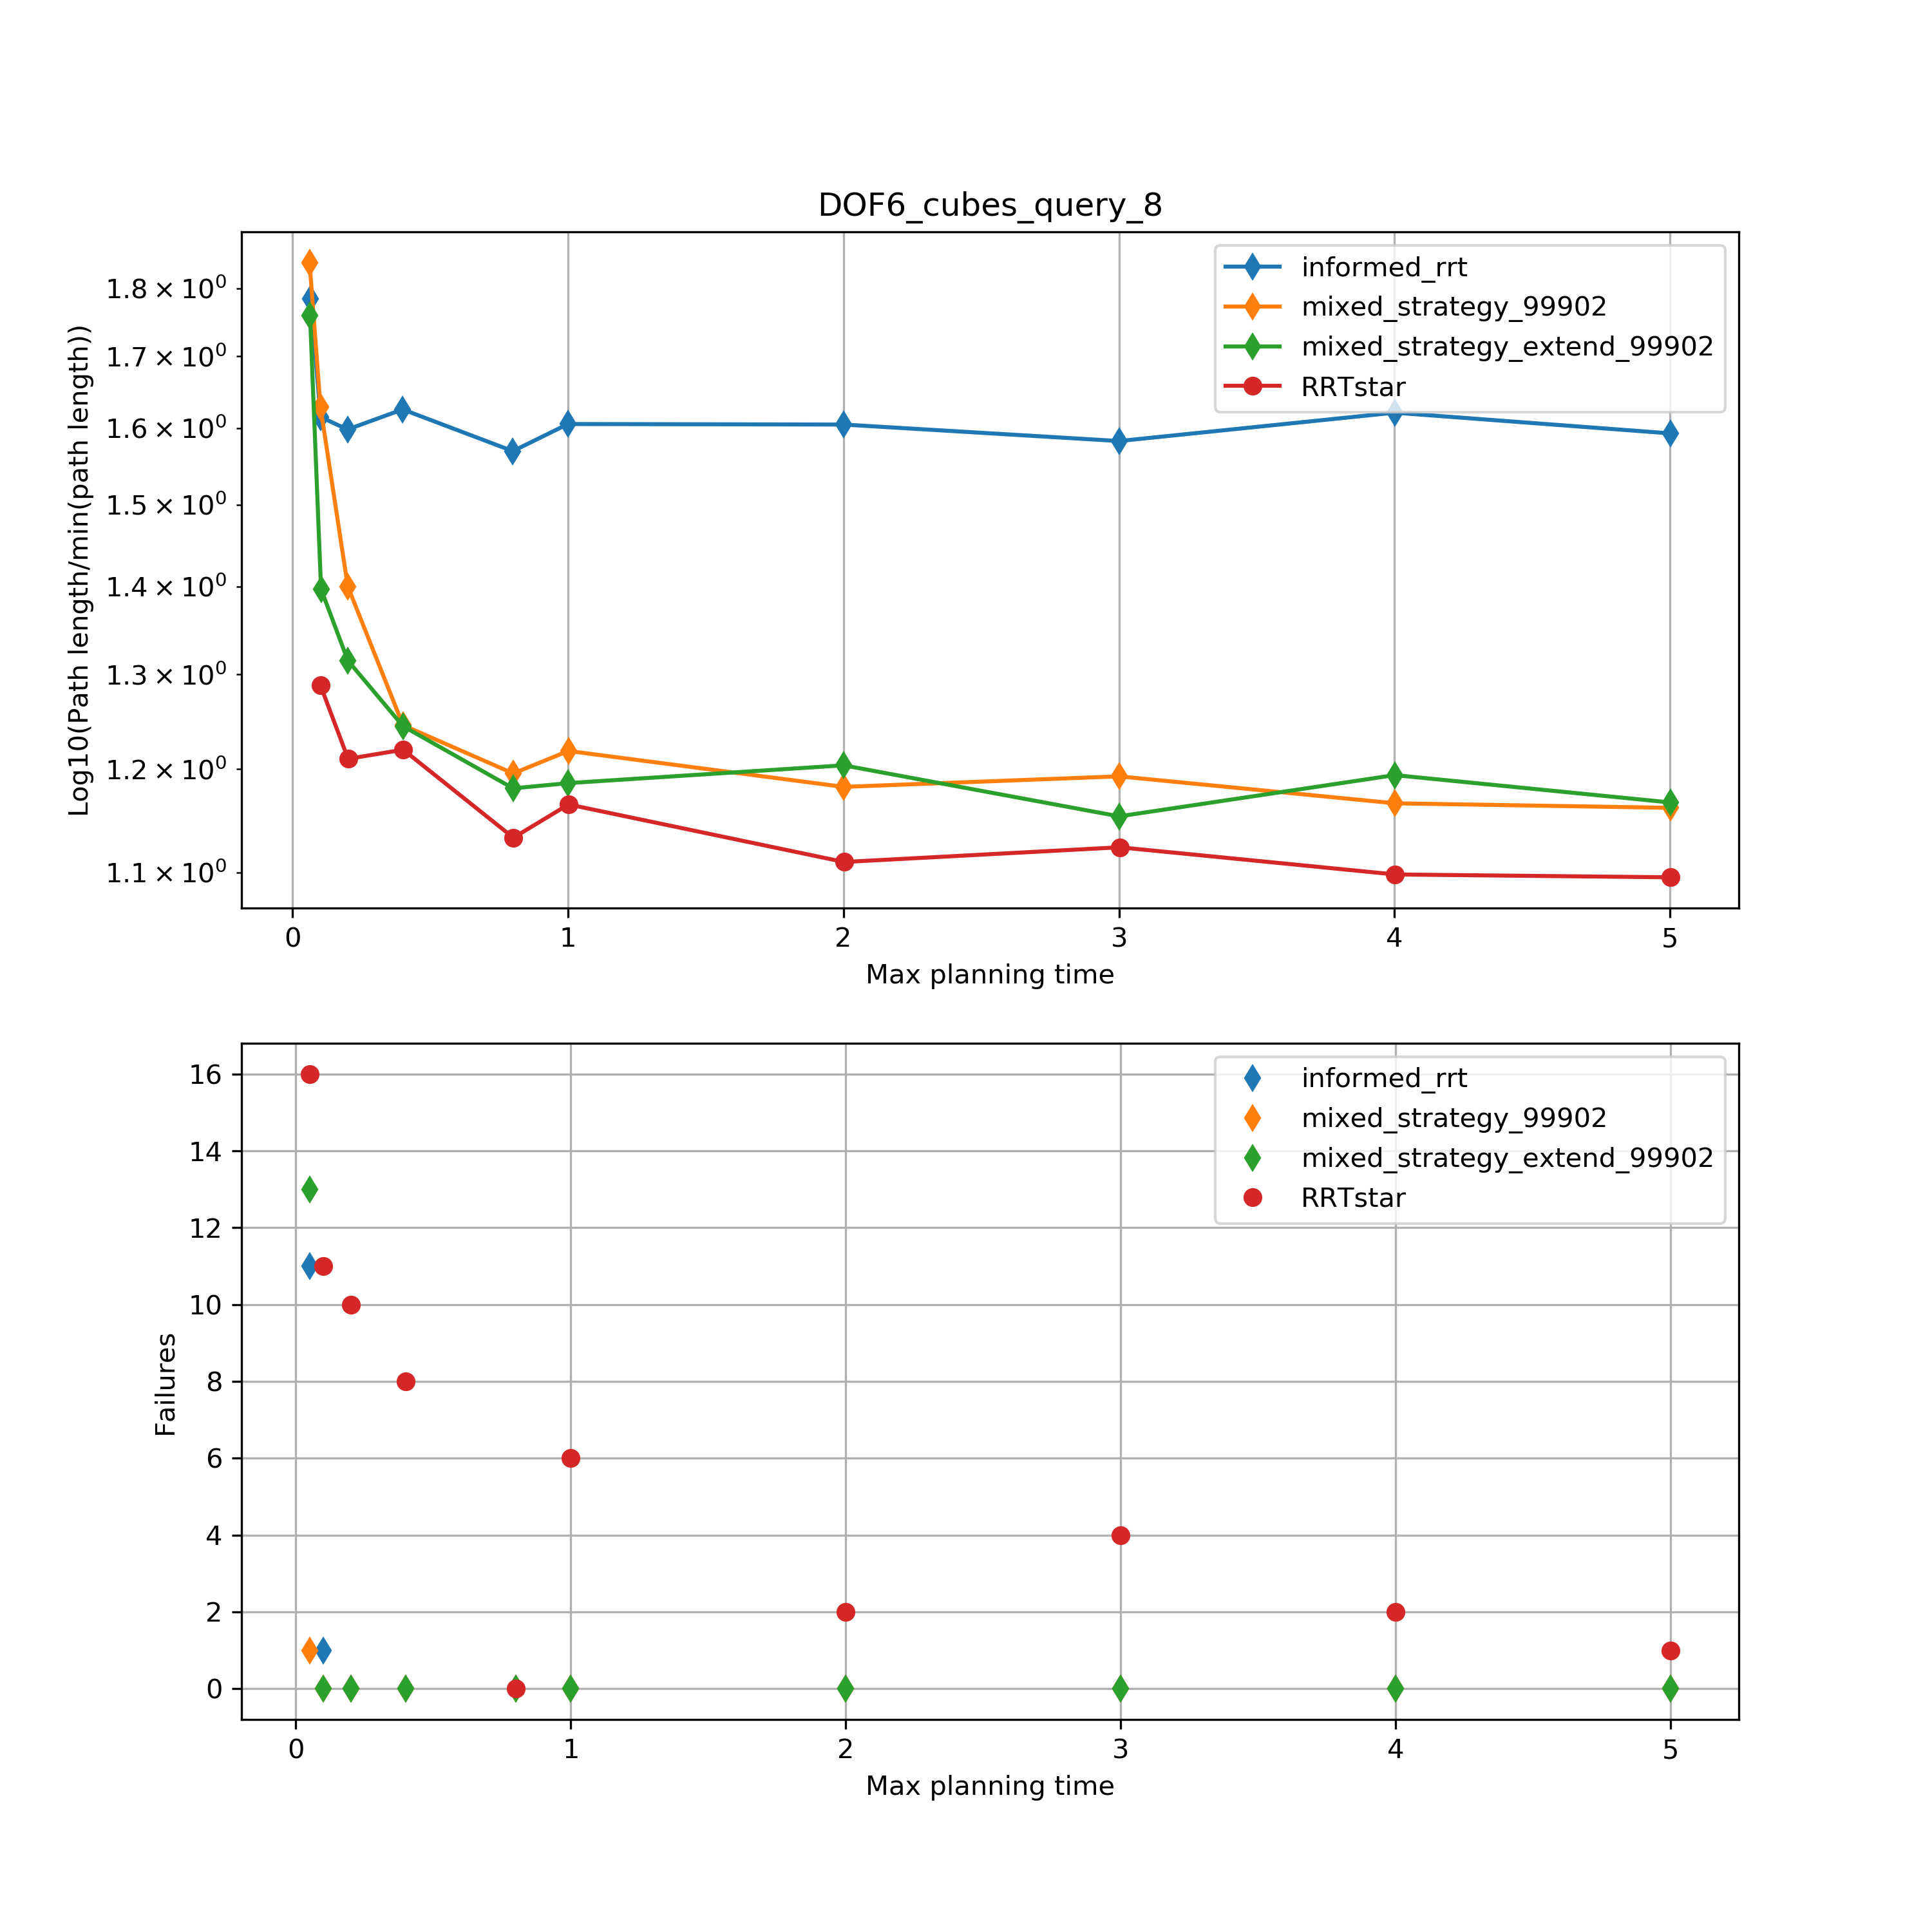 DOF6_cubes_query_8
informed_rrt
mixed_strategy_99902
mixed_strategy_extend_99902
RRTstar
Log10(Path length/min(path length))
1.8 × 10⁰
1.7 × 10⁰
1.6 × 10⁰
1.5 × 10⁰
1.4 × 10⁰
1.3 × 10⁰
1.2 × 10⁰
1.1 × 10⁰
0 1 2 3 4 5
Max planning time
informed_rrt
mixed_strategy_99902
mixed_strategy_extend_99902
RRTstar
Failures
16
14
12
10
8
6
4
2
0
0 1 2 3 4 5
Max planning time